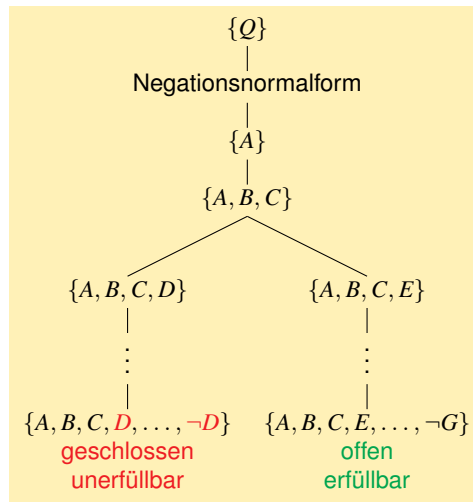 {Q}
Negationsnormalform
{A}
{A, B, C}
{A, B, C, D} {A, B, C, E}
⋮ ⋮
{A, B, C, D, . . . , ¬D} {A, B, C, E, . . . , ¬G}
geschlossen offen
unerfüllbar erfüllbar